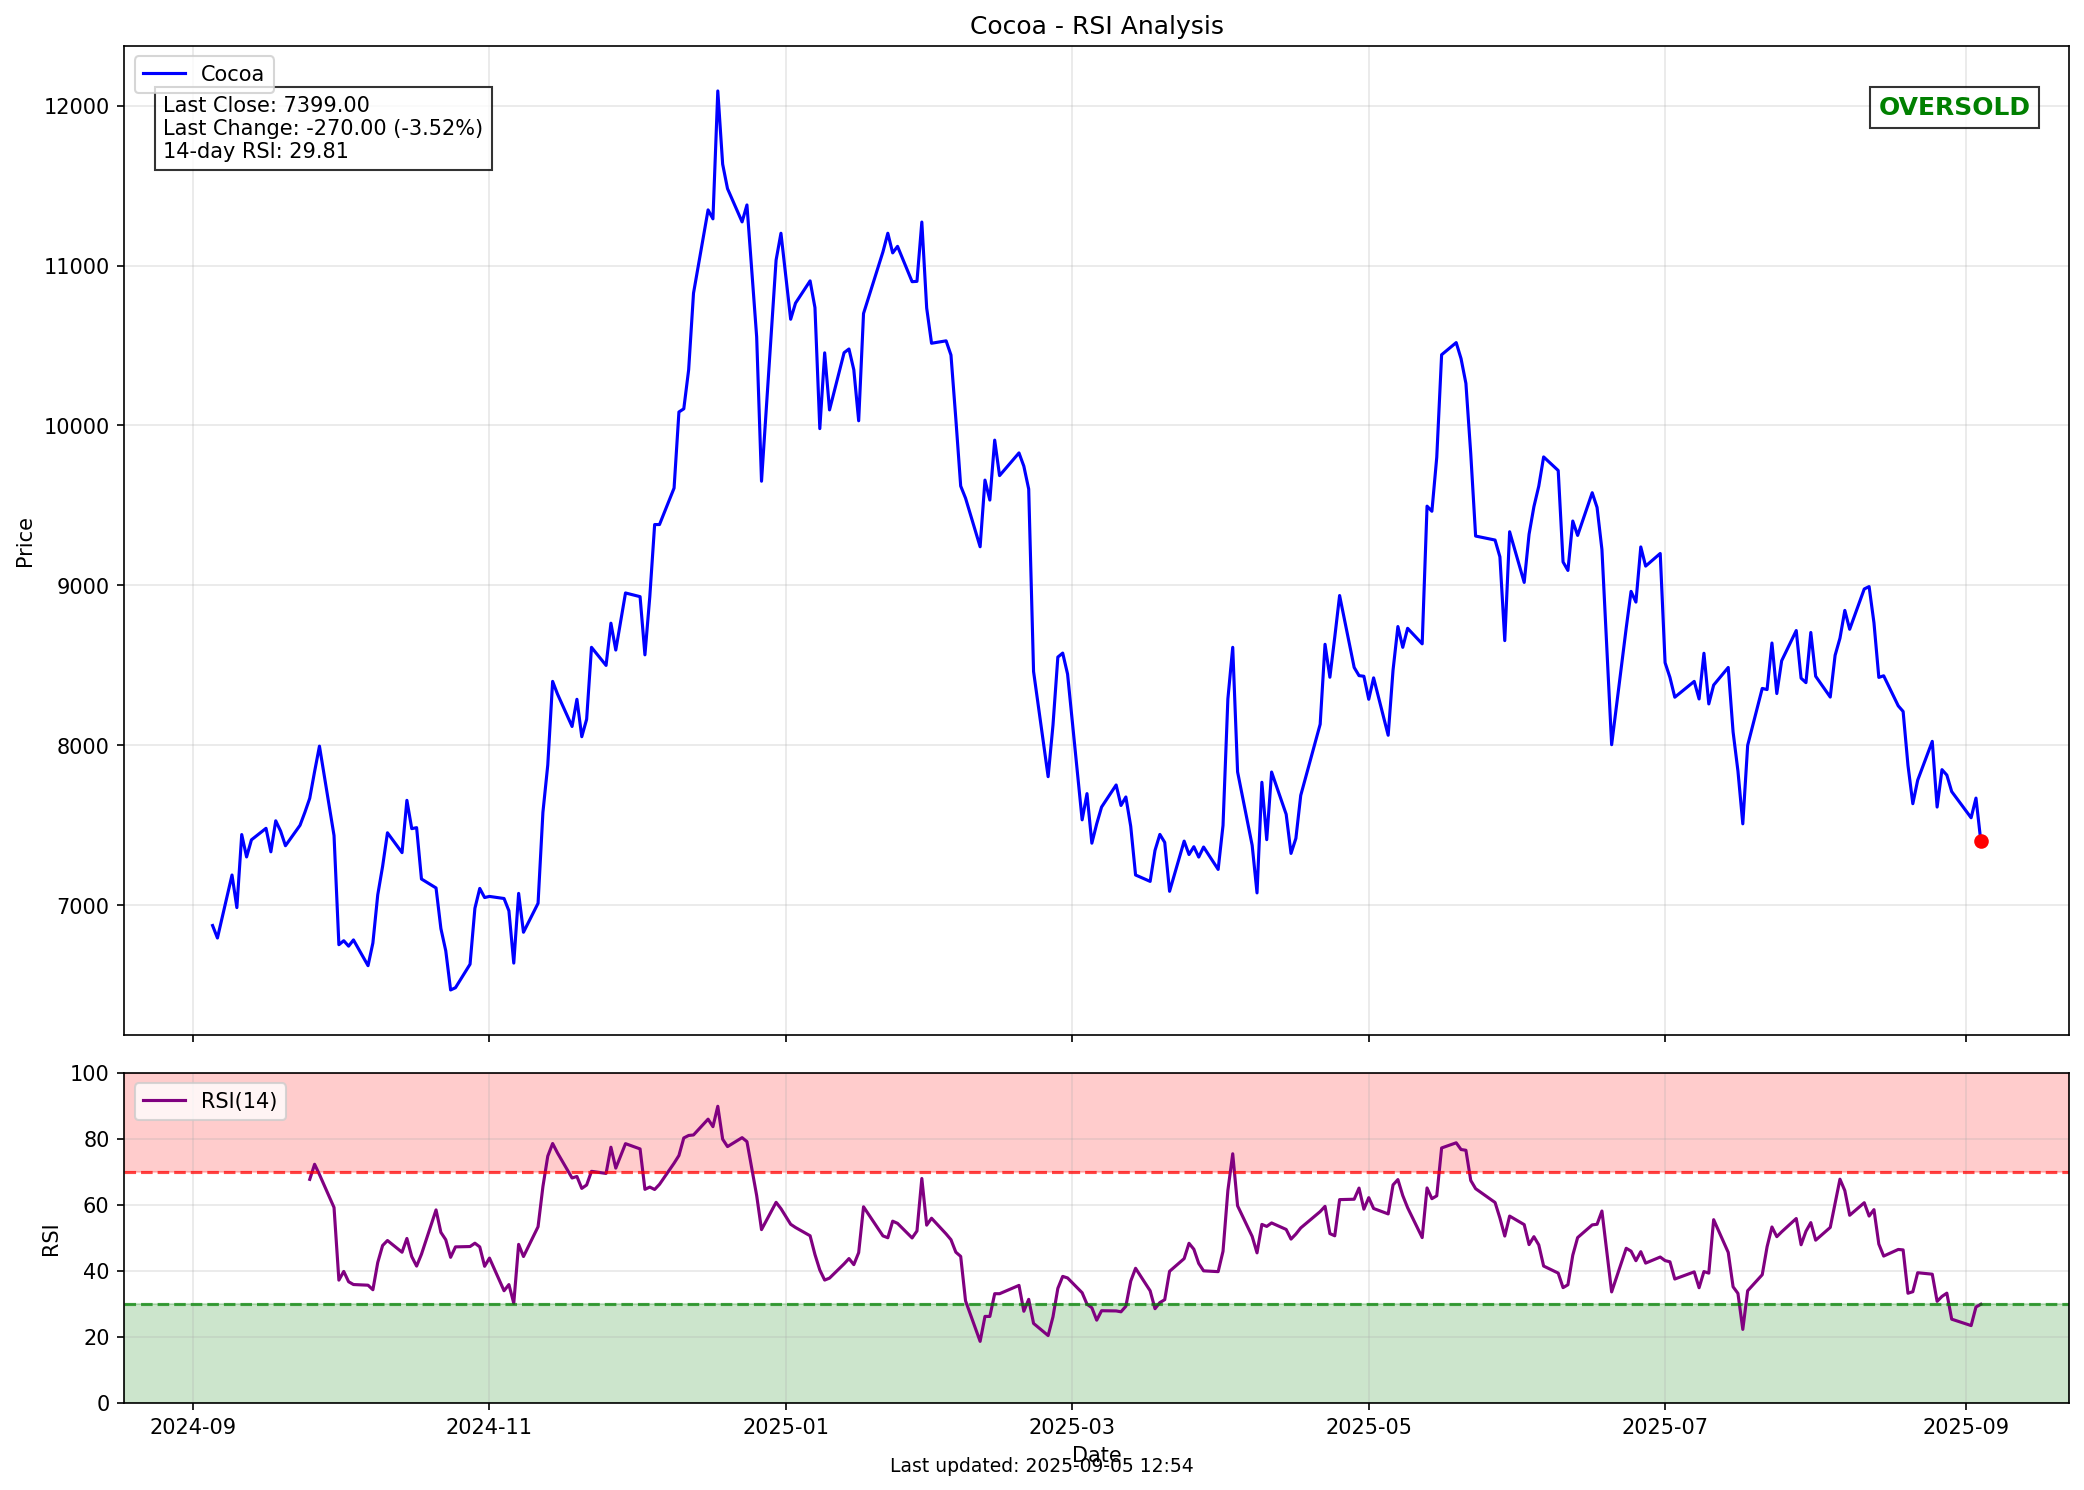 Cocoa - RSI Analysis
Cocoa
Last Close: 7399.00
Last Change: -270.00 (-3.52%)
14-day RSI: 29.81
OVERSOLD
Price
12000
11000
10000
9000
8000
7000
RSI(14)
RSI
100
80
60
40
20
0
2024-09
2024-11
2025-01
2025-03
2025-05
2025-07
2025-09
Date
Last updated: 2025-09-05 12:54